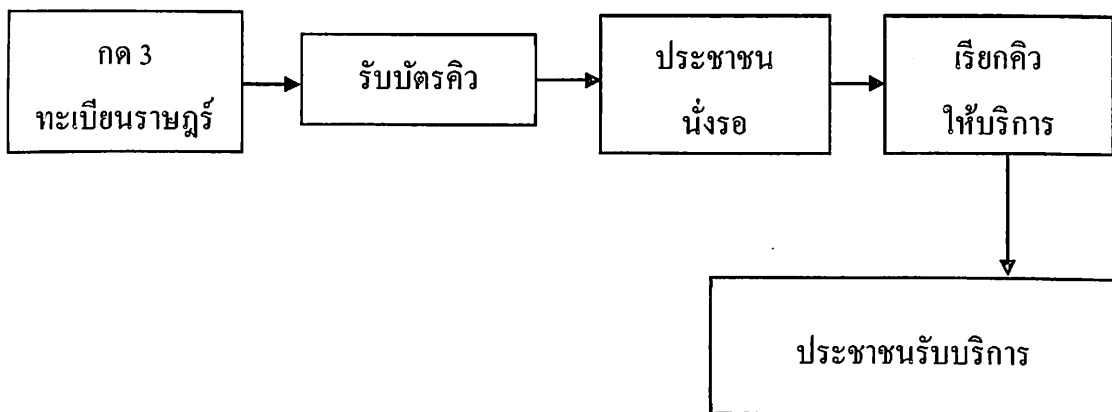 กด 3
ทะเบียนราษฎร์
รับบัตรคิว
ประชาชน
นั่งรอ
เรียกคิว
ให้บริการ
ประชาชนรับบริการ